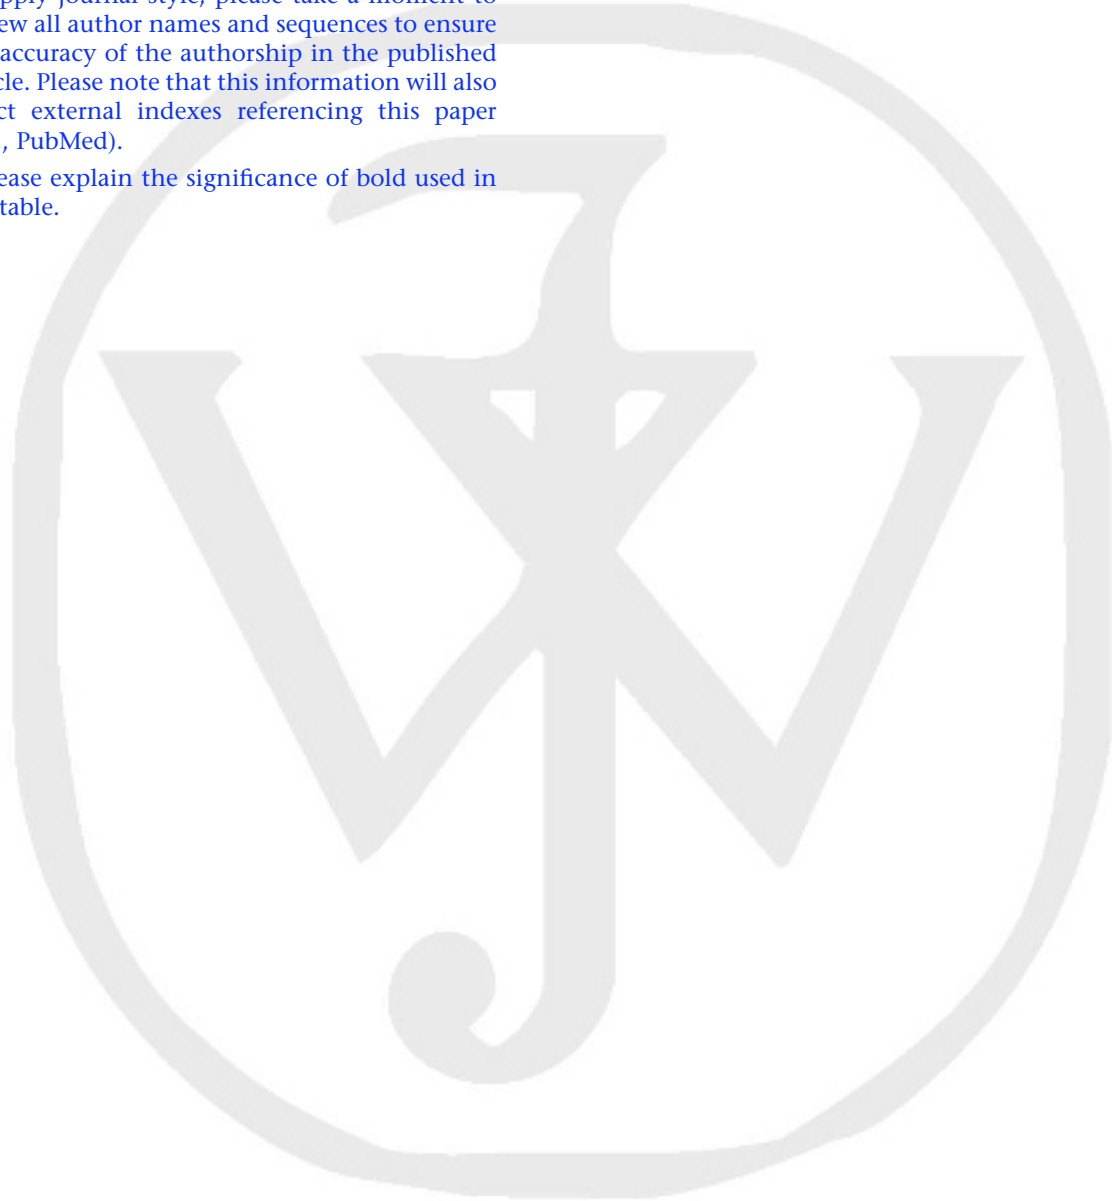 pply journal style, please take a moment to
ew all author names and sequences to ensure
accuracy of the authorship in the published
cle. Please note that this information will also
ct external indexes referencing this paper
, PubMed).
ease explain the significance of bold used in
table.